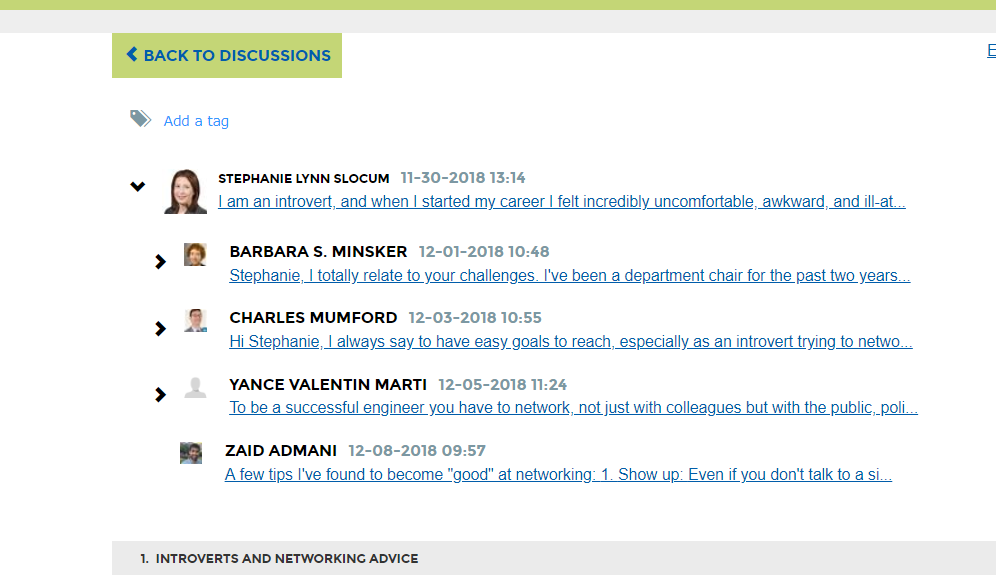 BACK TO DISCUSSIONS
E
Add a tag
STEPHANIE LYNN SLOCUM 11-30-2018 13:14
I am an introvert, and when I started my career I felt incredibly uncomfortable, awkward, and ill-at...
BARBARA S. MINSKER 12-01-2018 10:48
Stephanie, I totally relate to your challenges. I've been a department chair for the past two years...
CHARLES MUMFORD 12-03-2018 10:55
Hi Stephanie, I always say to have easy goals to reach, especially as an introvert trying to netwo...
YANCE VALENTIN MARTI 12-05-2018 11:24
To be a successful engineer you have to network, not just with colleagues but with the public, poli...
ZAID ADMANI 12-08-2018 09:57
A few tips I've found to become "good" at networking: 1. Show up: Even if you don't talk to a si...
1. INTROVERTS AND NETWORKING ADVICE